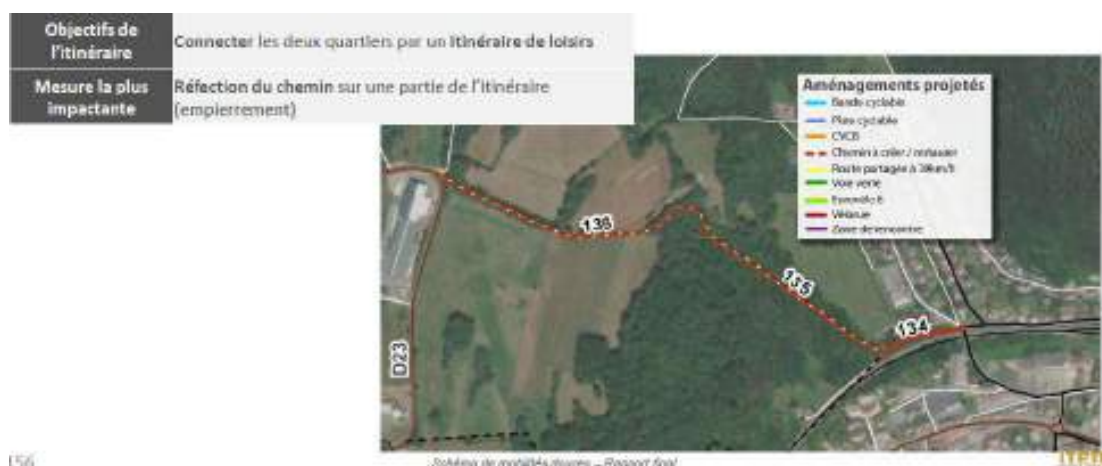 Objectifs de
l'itinéraire
Connecter les deux quartiers par un itinéraire de loisirs
Mesure la plus
impactante
Réfection du chemin sur une partie de l'itinéraire
(empierrement)
Aménagements projetés
Bande cyclable
Piste cyclable
CVCB
Chemin à créer / restaurer
Route partagée à 30km/h
Voie verte
Eurovélo 6
Vélorue
Zone de rencontre
136
135
134
D23
156
Schéma de mobilités douces – Rapport final